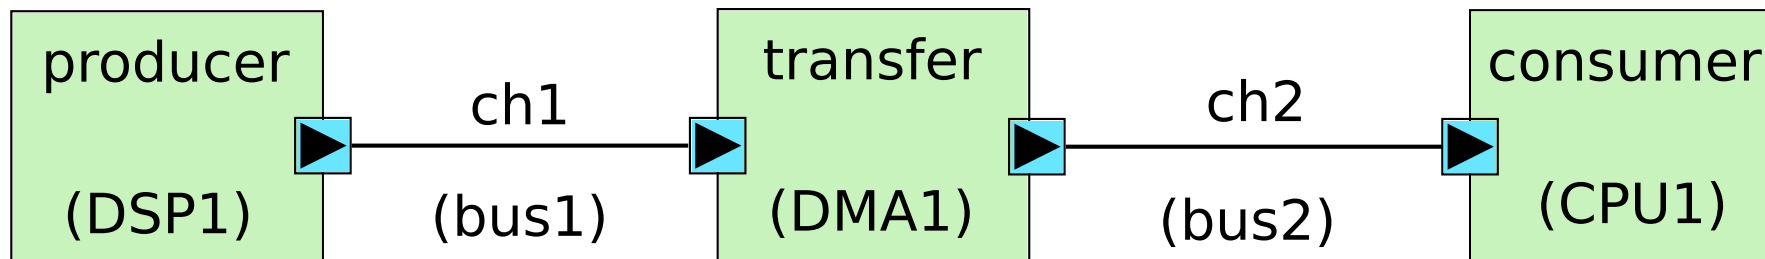 producer
(DSP1)
ch1
(bus1)
transfer
(DMA1)
ch2
(bus2)
consumer
(CPU1)